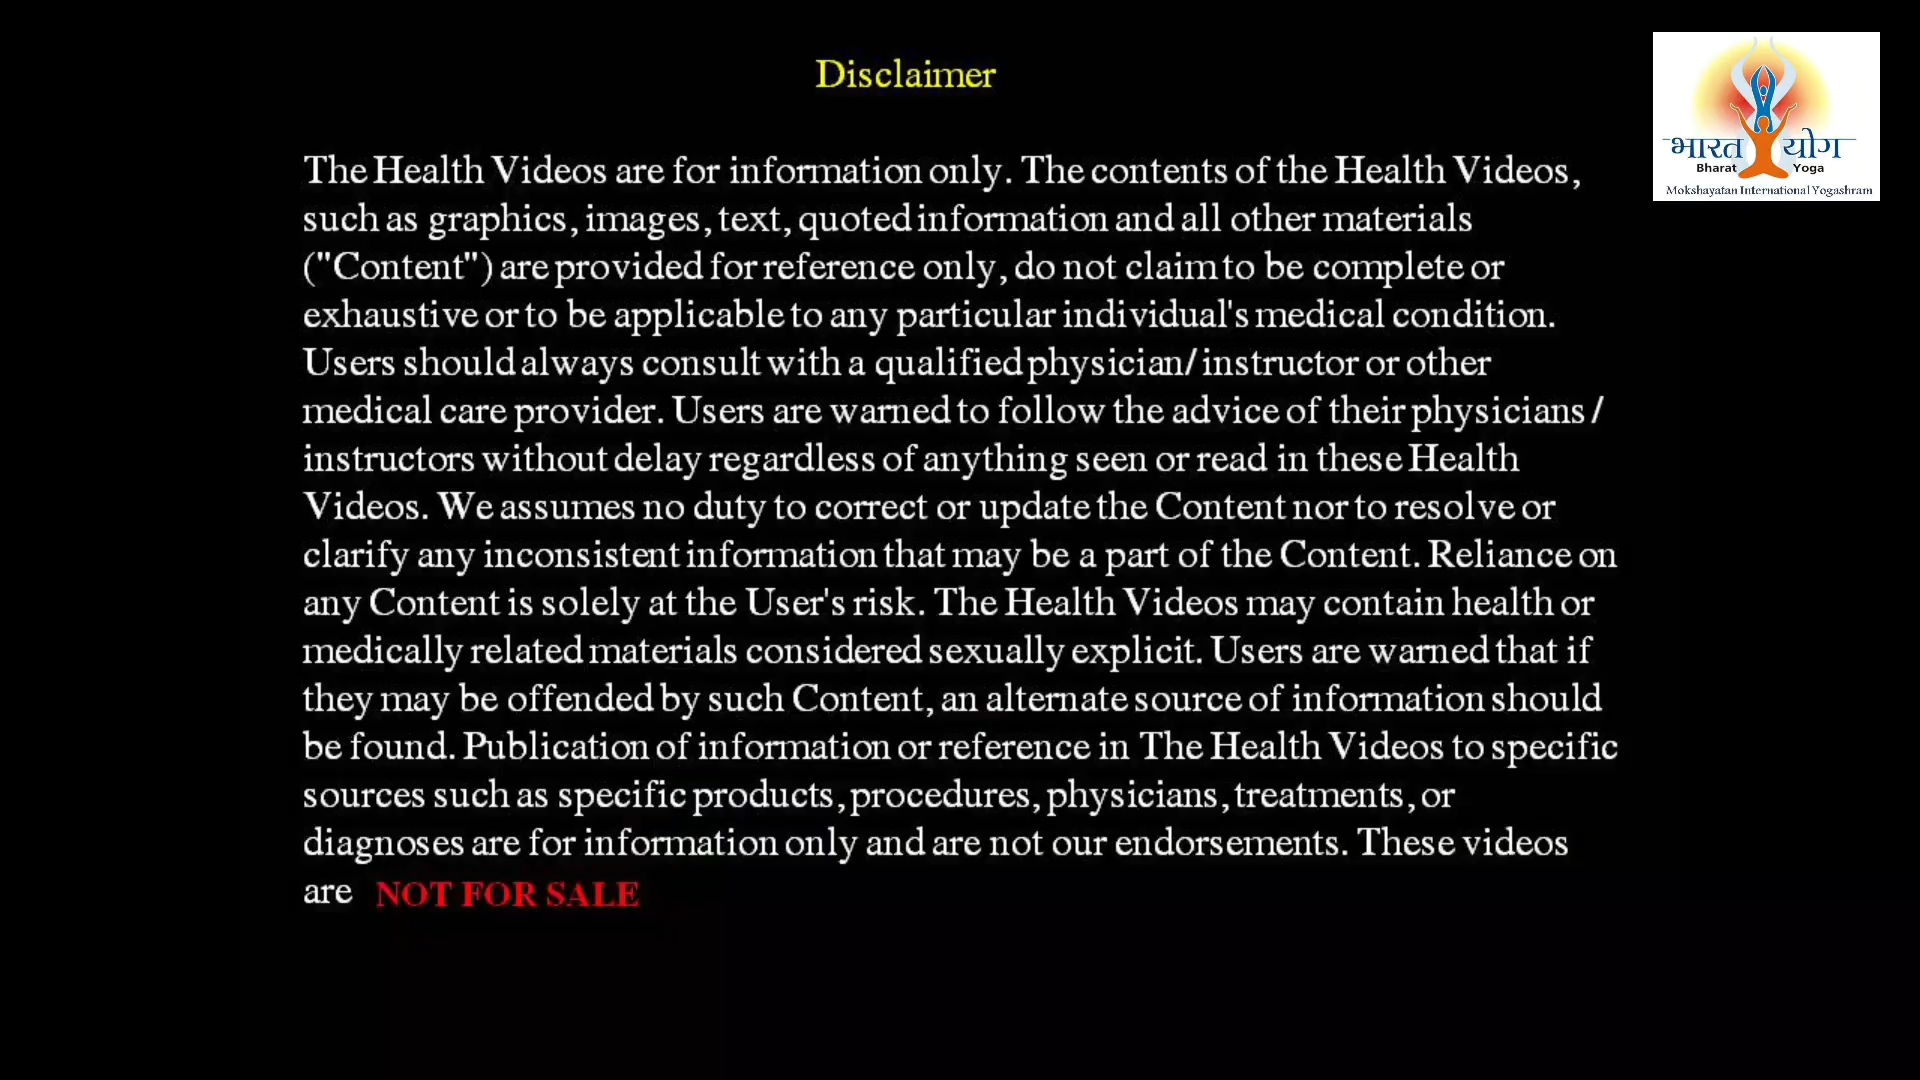 Disclaimer
भारत योग
Bharat Yoga
Mokshayatan International Yogashram
The Health Videos are for information only. The contents of the Health Videos,
such as graphics, images, text, quoted information and all other materials
("Content") are provided for reference only, do not claim to be complete or
exhaustive or to be applicable to any particular individual's medical condition.
Users should always consult with a qualified physician/ instructor or other
medical care provider. Users are warned to follow the advice of their physicians /
instructors without delay regardless of anything seen or read in these Health
Videos. We assumes no duty to correct or update the Content nor to resolve or
clarify any inconsistent information that may be a part of the Content. Reliance on
any Content is solely at the User's risk. The Health Videos may contain health or
medically related materials considered sexually explicit. Users are warned that if
they may be offended by such Content, an alternate source of information should
be found. Publication of information or reference in The Health Videos to specific
sources such as specific products, procedures, physicians, treatments, or
diagnoses are for information only and are not our endorsements. These videos
are NOT FOR SALE